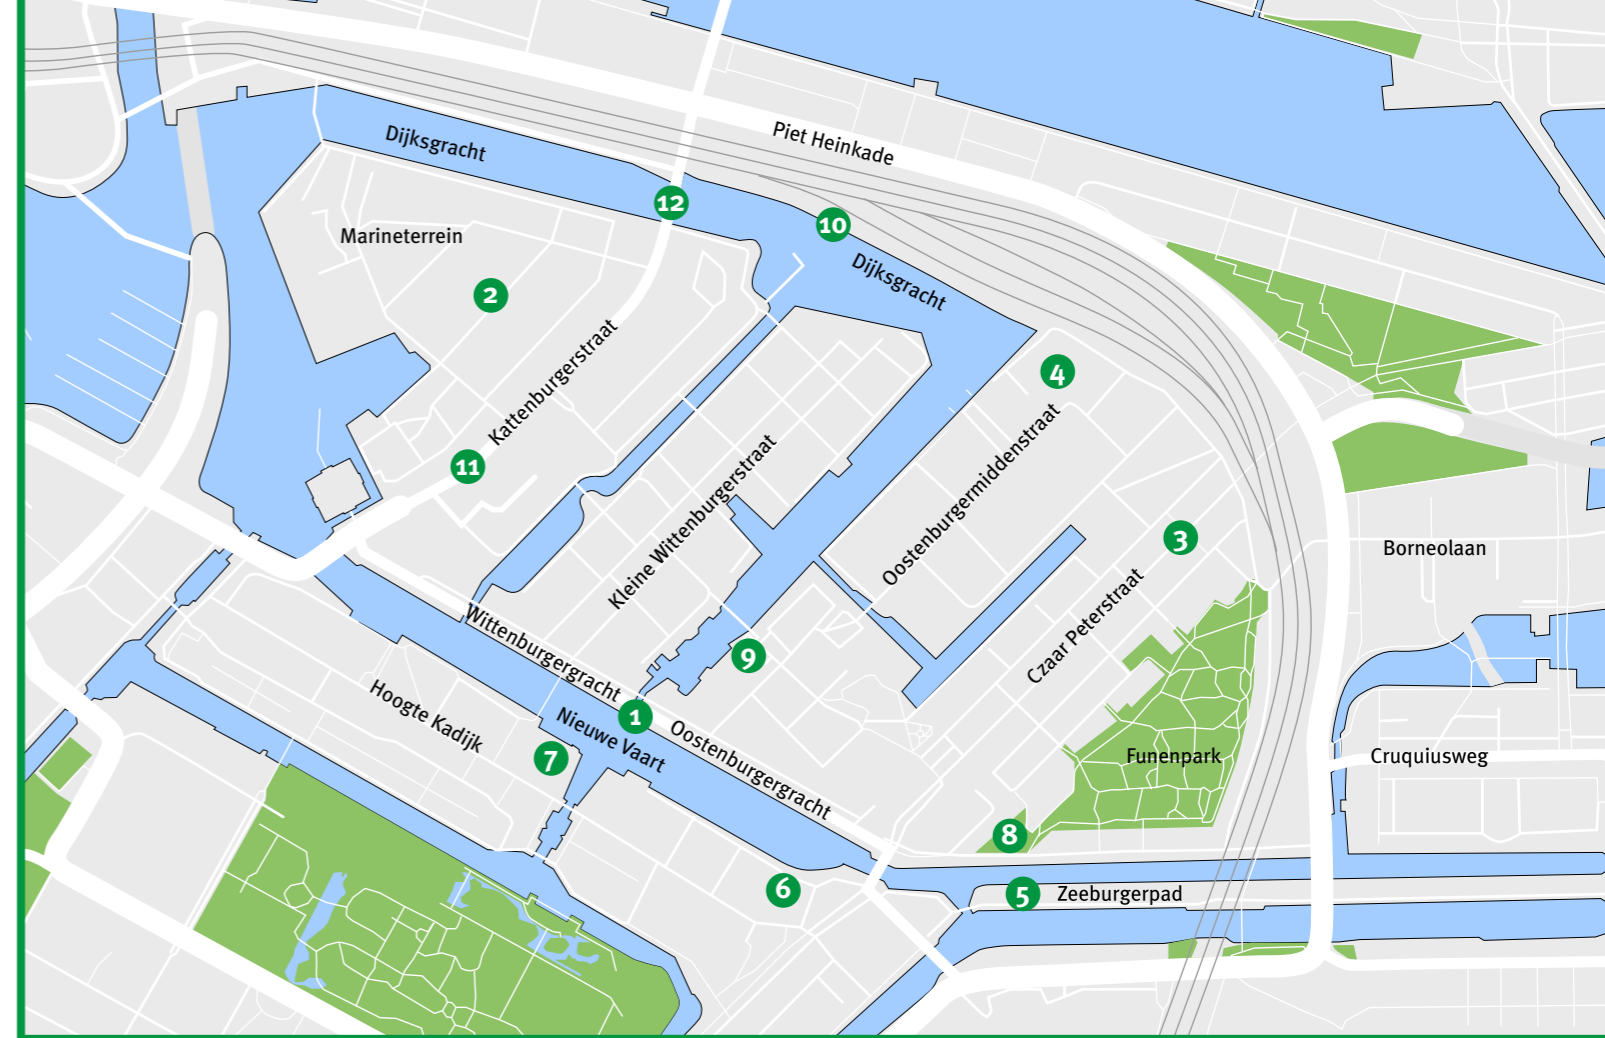 Piet Heinkade
Dijksgracht
12
10
Marineterrein
Dijksgracht
2
4
Kattenburgerstraat
11
Kleine Wittenburgerstraat
Oostenburgermiddenstraat
3
Borneolaan
Czaar Peterstraat
Wittenburgergracht
9
Hoogte Kadijk
1
Nieuwe Vaart
Oostenburgergracht
7
Funenpark
Cruquiusweg
8
6
5
Zeeburgerpad